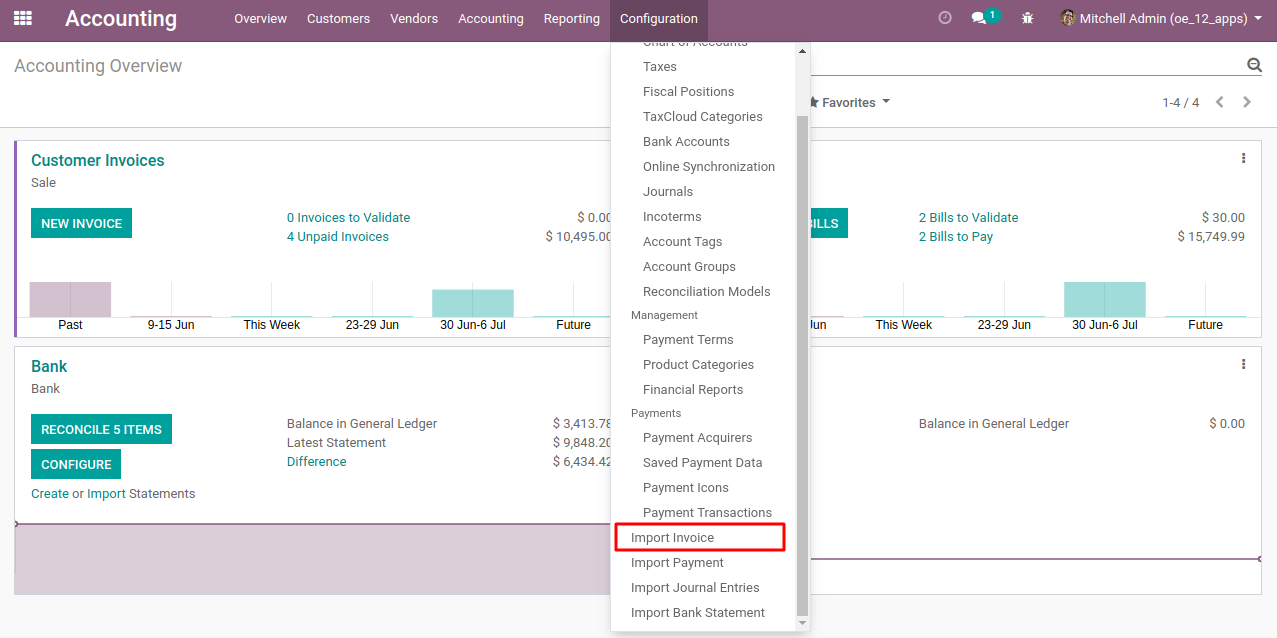 Accounting
Overview Customers Vendors Accounting Reporting Configuration
1
Mitchell Admin (oe_12_apps)
Accounting Overview
Favorites
1-4 / 4
Chart of Accounts
Taxes
Fiscal Positions
TaxCloud Categories
Bank Accounts
Online Synchronization
Journals
Incoterms
Account Tags
Account Groups
Reconciliation Models
Management
Payment Terms
Product Categories
Financial Reports
Payments
Payment Acquirers
Saved Payment Data
Payment Icons
Payment Transactions
Import Invoice
Import Payment
Import Journal Entries
Import Bank Statement
Customer Invoices
Sale
NEW INVOICE
0 Invoices to Validate $ 0.00
4 Unpaid Invoices $ 10,495.00
Past 9-15 Jun This Week 23-29 Jun 30 Jun-6 Jul Future
ILLS
2 Bills to Validate $ 30.00
2 Bills to Pay $ 15,749.99
Jun This Week 23-29 Jun 30 Jun-6 Jul Future
Bank
Bank
RECONCILE 5 ITEMS
CONFIGURE
Create or Import Statements
Balance in General Ledger $ 3,413.78
Latest Statement $ 9,848.20
Difference $ 6,434.42
Balance in General Ledger $ 0.00